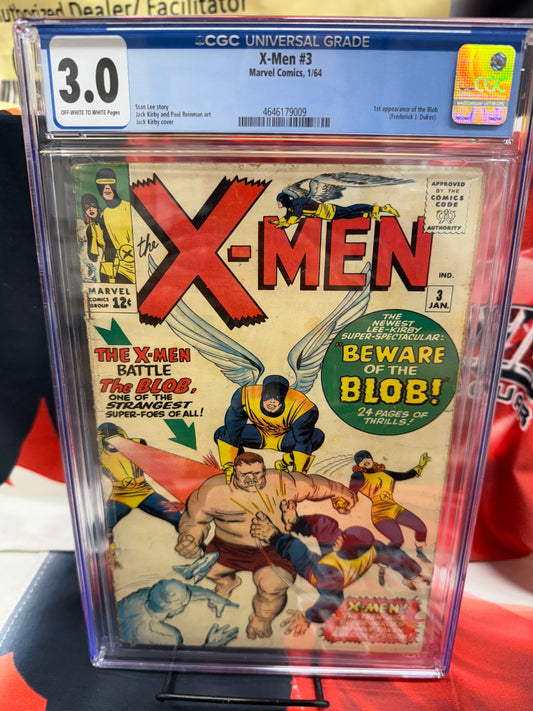 Authorized Dealer/ Facilitator
CGC UNIVERSAL GRADE
3.0
OFF-WHITE TO WHITE Pages
X-Men #3
Marvel Comics, 1/64
Stan Lee story
Jack Kirby and Paul Reinman art
Jack Kirby cover
4646179009
1st appearance of the Blob
(Frederick J. Dukes).
CGC
the X-MEN
APPROVED
BY THE
COMICS
CODE
AUTHORITY
MARVEL
COMICS
GROUP
12¢
IND.
3
JAN.
THE X-MEN
BATTLE
The BLOB,
ONE OF THE
STRANGEST
SUPER-FOES OF ALL!
THE
NEWEST
LEE-KIRBY
SUPER-SPECTACULAR:
"BEWARE
OF THE
BLOB!
24 PAGES OF
THRILLS!
X-MEN!